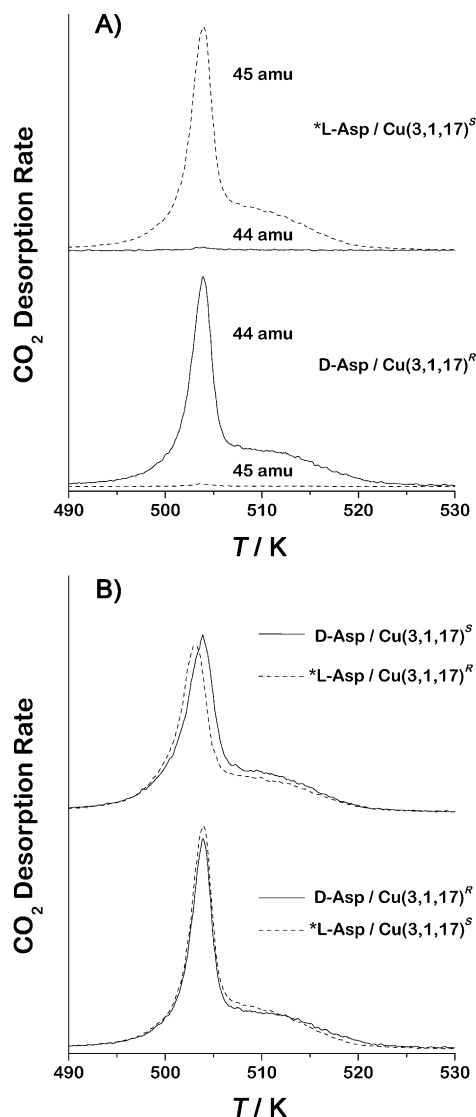 A)
45 amu
*L-Asp / Cu(3,1,17)ˢ
44 amu
44 amu
D-Asp / Cu(3,1,17)ᴿ
45 amu
CO₂ Desorption Rate
490 500 510 520 530
T / K
B)
D-Asp / Cu(3,1,17)ˢ
*L-Asp / Cu(3,1,17)ᴿ
D-Asp / Cu(3,1,17)ᴿ
*L-Asp / Cu(3,1,17)ˢ
CO₂ Desorption Rate
490 500 510 520 530
T / K